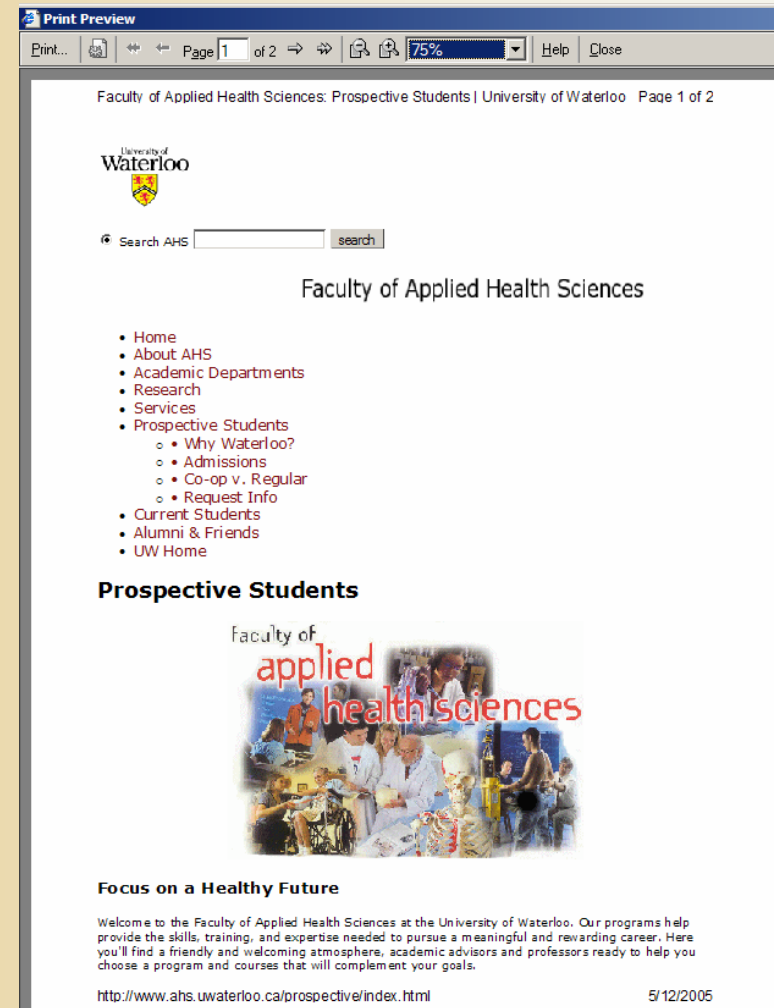 Print Preview
Print... Page 1 of 2 75% Help Close
Faculty of Applied Health Sciences: Prospective Students | University of Waterloo Page 1 of 2
University of
Waterloo
Search AHS search
Faculty of Applied Health Sciences
• Home
• About AHS
• Academic Departments
• Research
• Services
• Prospective Students
○ • Why Waterloo?
○ • Admissions
○ • Co-op v. Regular
○ • Request Info
• Current Students
• Alumni & Friends
• UW Home
Prospective Students
Faculty of
applied
health sciences
Focus on a Healthy Future
Welcome to the Faculty of Applied Health Sciences at the University of Waterloo. Our programs help
provide the skills, training, and expertise needed to pursue a meaningful and rewarding career. Here
you'll find a friendly and welcoming atmosphere, academic advisors and professors ready to help you
choose a program and courses that will complement your goals.
http://www.ahs.uwaterloo.ca/prospective/index.html 5/12/2005